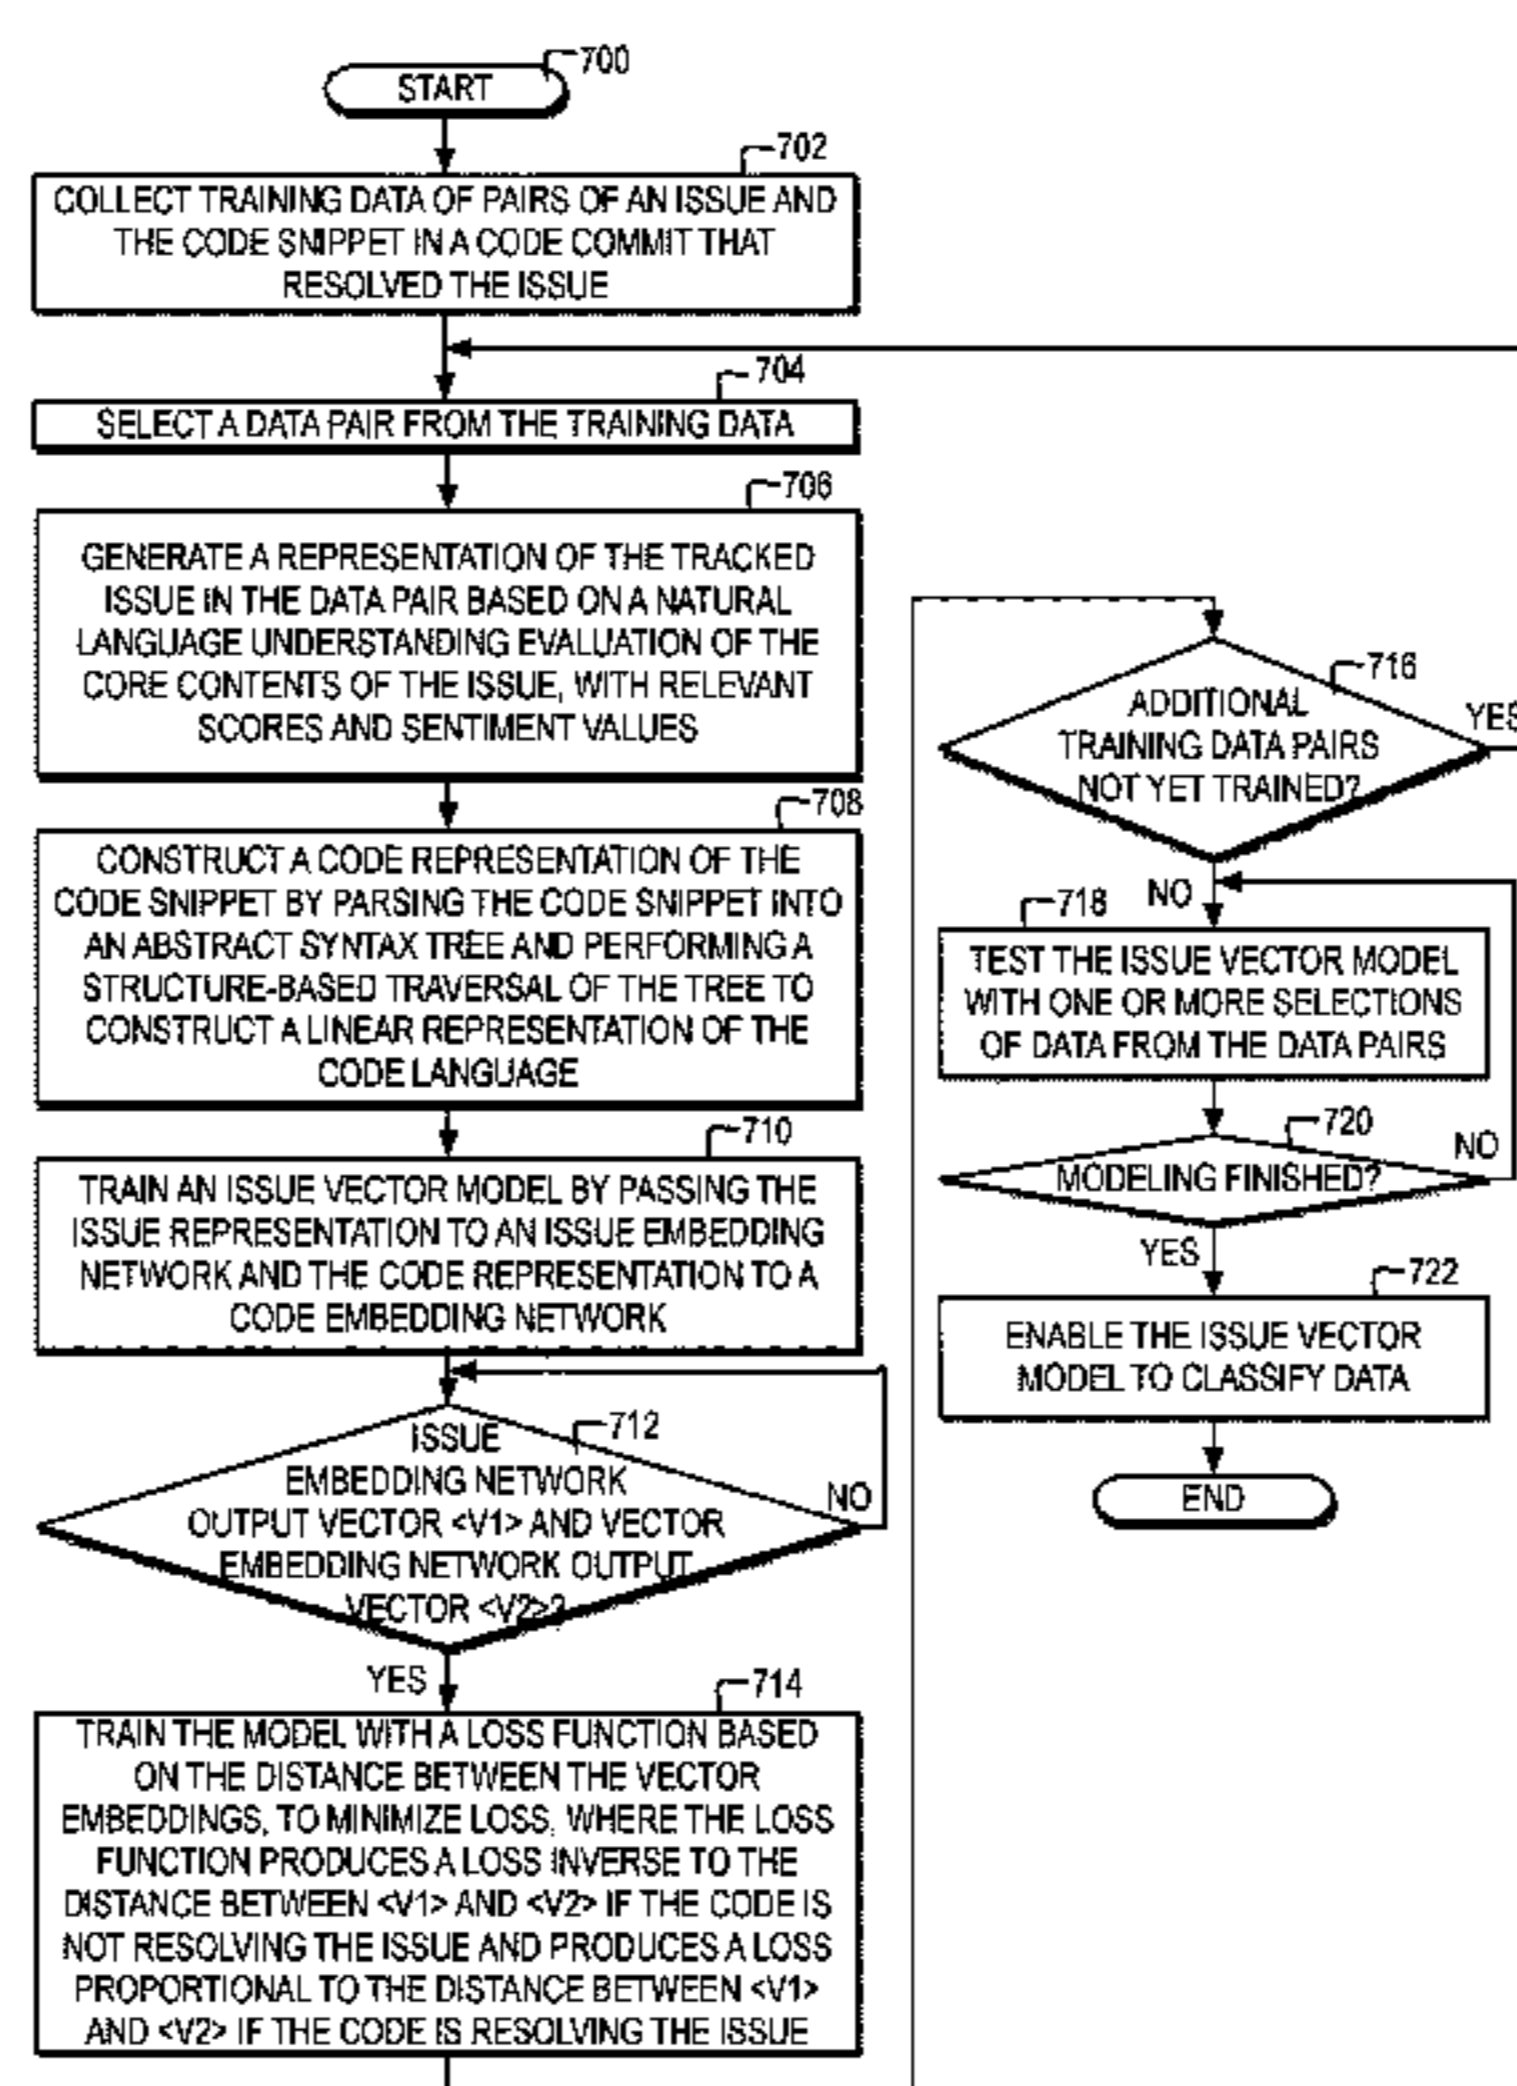 700
START
702
COLLECT TRAINING DATA OF PAIRS OF AN ISSUE AND
THE CODE SNIPPET IN A CODE COMMIT THAT
RESOLVED THE ISSUE
704
SELECT A DATA PAIR FROM THE TRAINING DATA
706
GENERATE A REPRESENTATION OF THE TRACKED
ISSUE IN THE DATA PAIR BASED ON A NATURAL
LANGUAGE UNDERSTANDING EVALUATION OF THE
CORE CONTENTS OF THE ISSUE, WITH RELEVANT
SCORES AND SENTIMENT VALUES
708
CONSTRUCT A CODE REPRESENTATION OF THE
CODE SNIPPET BY PARSING THE CODE SNIPPET INTO
AN ABSTRACT SYNTAX TREE AND PERFORMING A
STRUCTURE-BASED TRAVERSAL OF THE TREE TO
CONSTRUCT A LINEAR REPRESENTATION OF THE
CODE LANGUAGE
710
TRAIN AN ISSUE VECTOR MODEL BY PASSING THE
ISSUE REPRESENTATION TO AN ISSUE EMBEDDING
NETWORK AND THE CODE REPRESENTATION TO A
CODE EMBEDDING NETWORK
712
ISSUE
EMBEDDING NETWORK
OUTPUT VECTOR <V1> AND VECTOR
EMBEDDING NETWORK OUTPUT
VECTOR <V2>?
NO
YES
714
TRAIN THE MODEL WITH A LOSS FUNCTION BASED
ON THE DISTANCE BETWEEN THE VECTOR
EMBEDDINGS, TO MINIMIZE LOSS, WHERE THE LOSS
FUNCTION PRODUCES A LOSS INVERSE TO THE
DISTANCE BETWEEN <V1> AND <V2> IF THE CODE IS
NOT RESOLVING THE ISSUE AND PRODUCES A LOSS
PROPORTIONAL TO THE DISTANCE BETWEEN <V1>
AND <V2> IF THE CODE IS RESOLVING THE ISSUE
716
ADDITIONAL
TRAINING DATA PAIRS
NOT YET TRAINED?
YES
NO
718
TEST THE ISSUE VECTOR MODEL
WITH ONE OR MORE SELECTIONS
OF DATA FROM THE DATA PAIRS
720
MODELING FINISHED?
NO
YES
722
ENABLE THE ISSUE VECTOR
MODEL TO CLASSIFY DATA
END